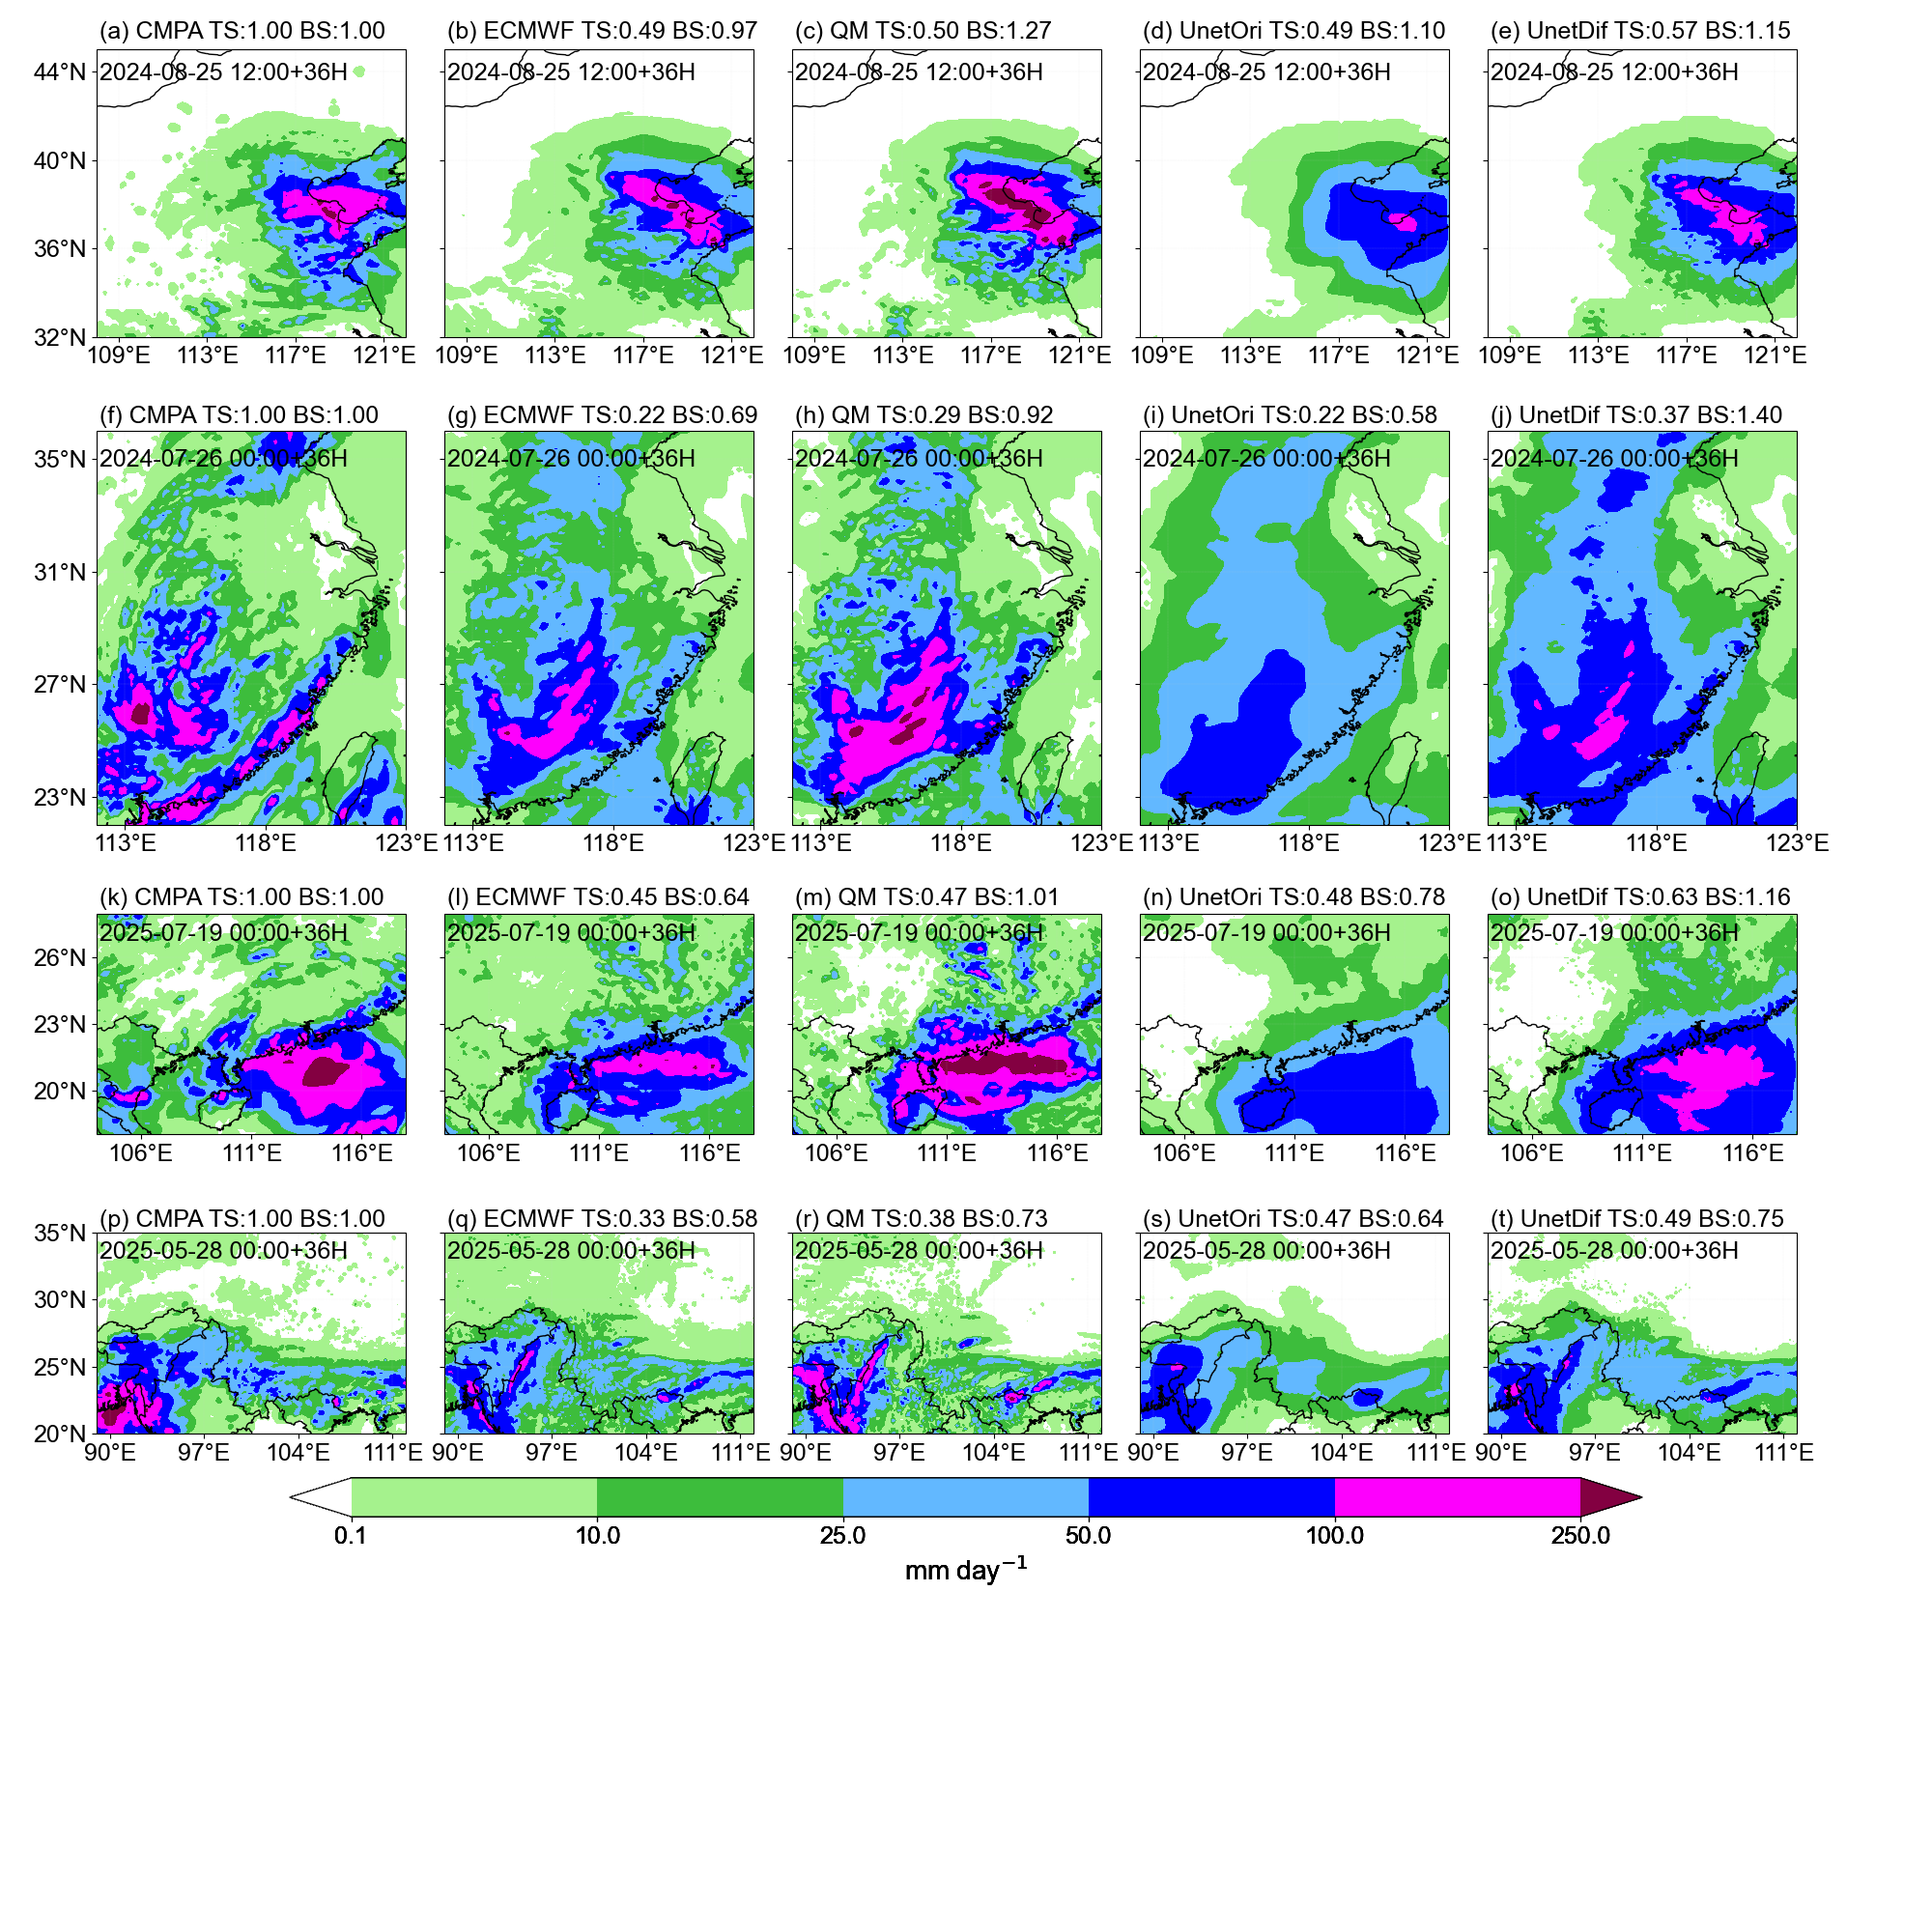 (a) CMPA TS:1.00 BS:1.00
(b) ECMWF TS:0.49 BS:0.97
(c) QM TS:0.50 BS:1.27
(d) UnetOri TS:0.49 BS:1.10
(e) UnetDif TS:0.57 BS:1.15
2024-08-25 12:00+36H
2024-08-25 12:00+36H
2024-08-25 12:00+36H
2024-08-25 12:00+36H
2024-08-25 12:00+36H
44°N
40°N
36°N
32°N
109°E 113°E 117°E 121°E
109°E 113°E 117°E 121°E
109°E 113°E 117°E 121°E
109°E 113°E 117°E 121°E
109°E 113°E 117°E 121°E
(f) CMPA TS:1.00 BS:1.00
(g) ECMWF TS:0.22 BS:0.69
(h) QM TS:0.29 BS:0.92
(i) UnetOri TS:0.22 BS:0.58
(j) UnetDif TS:0.37 BS:1.40
2024-07-26 00:00+36H
2024-07-26 00:00+36H
2024-07-26 00:00+36H
2024-07-26 00:00+36H
2024-07-26 00:00+36H
35°N
31°N
27°N
23°N
113°E 118°E 123°E
113°E 118°E 123°E
113°E 118°E 123°E
113°E 118°E 123°E
113°E 118°E 123°E
(k) CMPA TS:1.00 BS:1.00
(l) ECMWF TS:0.45 BS:0.64
(m) QM TS:0.47 BS:1.01
(n) UnetOri TS:0.48 BS:0.78
(o) UnetDif TS:0.63 BS:1.16
2025-07-19 00:00+36H
2025-07-19 00:00+36H
2025-07-19 00:00+36H
2025-07-19 00:00+36H
2025-07-19 00:00+36H
26°N
23°N
20°N
106°E 111°E 116°E
106°E 111°E 116°E
106°E 111°E 116°E
106°E 111°E 116°E
106°E 111°E 116°E
(p) CMPA TS:1.00 BS:1.00
(q) ECMWF TS:0.33 BS:0.58
(r) QM TS:0.38 BS:0.73
(s) UnetOri TS:0.47 BS:0.64
(t) UnetDif TS:0.49 BS:0.75
2025-05-28 00:00+36H
2025-05-28 00:00+36H
2025-05-28 00:00+36H
2025-05-28 00:00+36H
2025-05-28 00:00+36H
35°N
30°N
25°N
20°N
90°E 97°E 104°E 111°E
90°E 97°E 104°E 111°E
90°E 97°E 104°E 111°E
90°E 97°E 104°E 111°E
90°E 97°E 104°E 111°E
0.1 10.0 25.0 50.0 100.0 250.0
mm day⁻¹